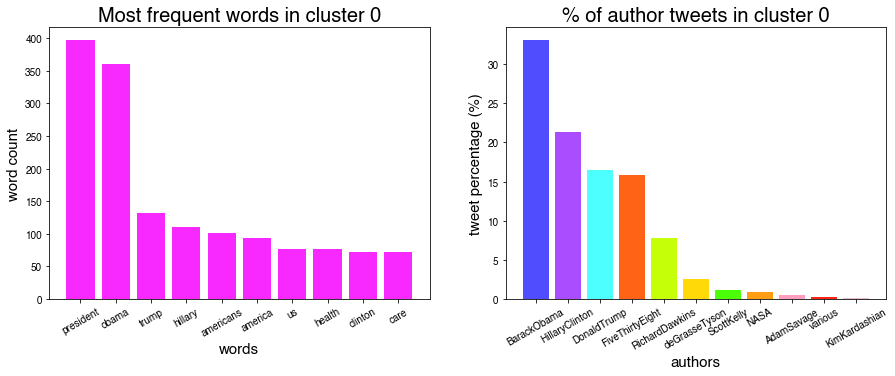 Most frequent words in cluster 0
word count
400
350
300
250
200
150
100
50
0
president
obama
trump
hillary
americans
america
us
health
clinton
care
words
% of author tweets in cluster 0
tweet percentage (%)
30
25
20
15
10
5
0
BarackObama
HillaryClinton
DonaldTrump
FiveThirtyEight
RichardDawkins
deGrasseTyson
ScottKelly
NASA
AdamSavage
various
KimKardashian
authors